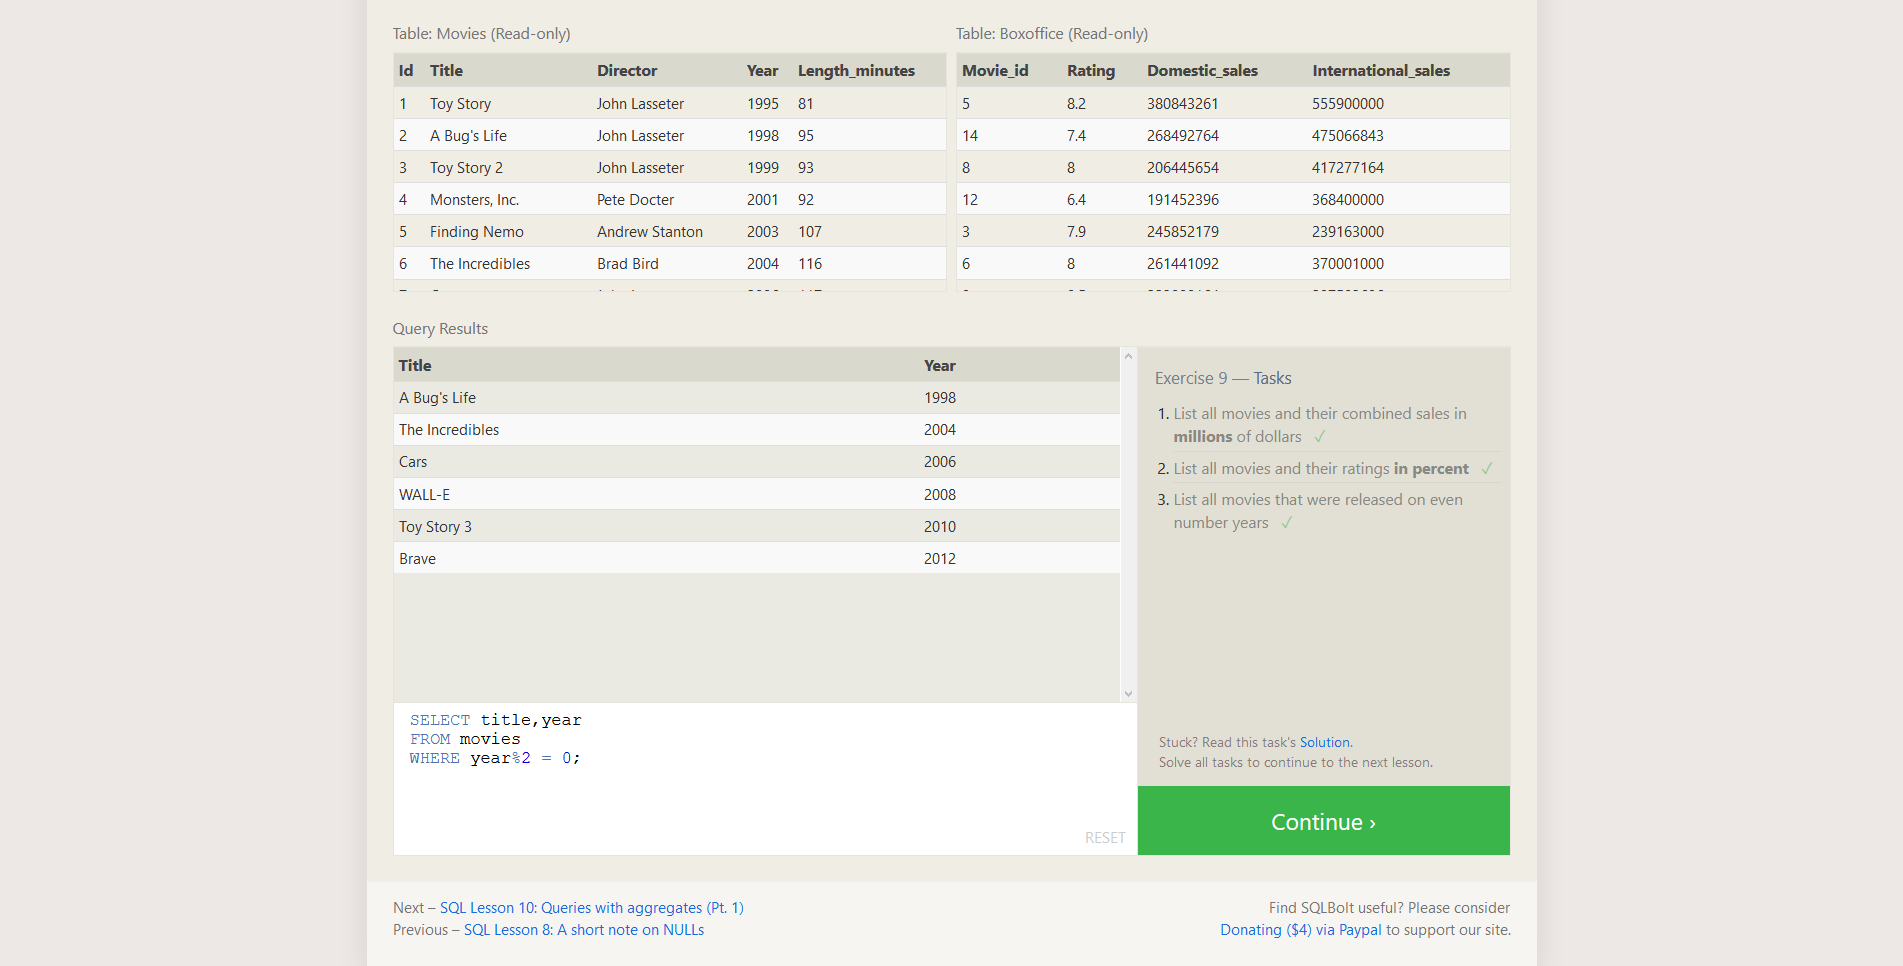 Table: Movies (Read-only)
Id Title Director Year Length_minutes
1 Toy Story John Lasseter 1995 81
2 A Bug's Life John Lasseter 1998 95
3 Toy Story 2 John Lasseter 1999 93
4 Monsters, Inc. Pete Docter 2001 92
5 Finding Nemo Andrew Stanton 2003 107
6 The Incredibles Brad Bird 2004 116
Table: Boxoffice (Read-only)
Movie_id Rating Domestic_sales International_sales
5 8.2 380843261 555900000
14 7.4 268492764 475066843
8 8 206445654 417277164
12 6.4 191452396 368400000
3 7.9 245852179 239163000
6 8 261441092 370001000
Query Results
Title Year
A Bug's Life 1998
The Incredibles 2004
Cars 2006
WALL-E 2008
Toy Story 3 2010
Brave 2012
SELECT title,year
FROM movies
WHERE year%2 = 0;
RESET
Exercise 9 — Tasks
1. List all movies and their combined sales in
millions of dollars ✓
2. List all movies and their ratings in percent ✓
3. List all movies that were released on even
number years ✓
Stuck? Read this task's Solution.
Solve all tasks to continue to the next lesson.
Continue ›
Next – SQL Lesson 10: Queries with aggregates (Pt. 1)
Previous – SQL Lesson 8: A short note on NULLs
Find SQLBolt useful? Please consider
Donating ($4) via Paypal to support our site.